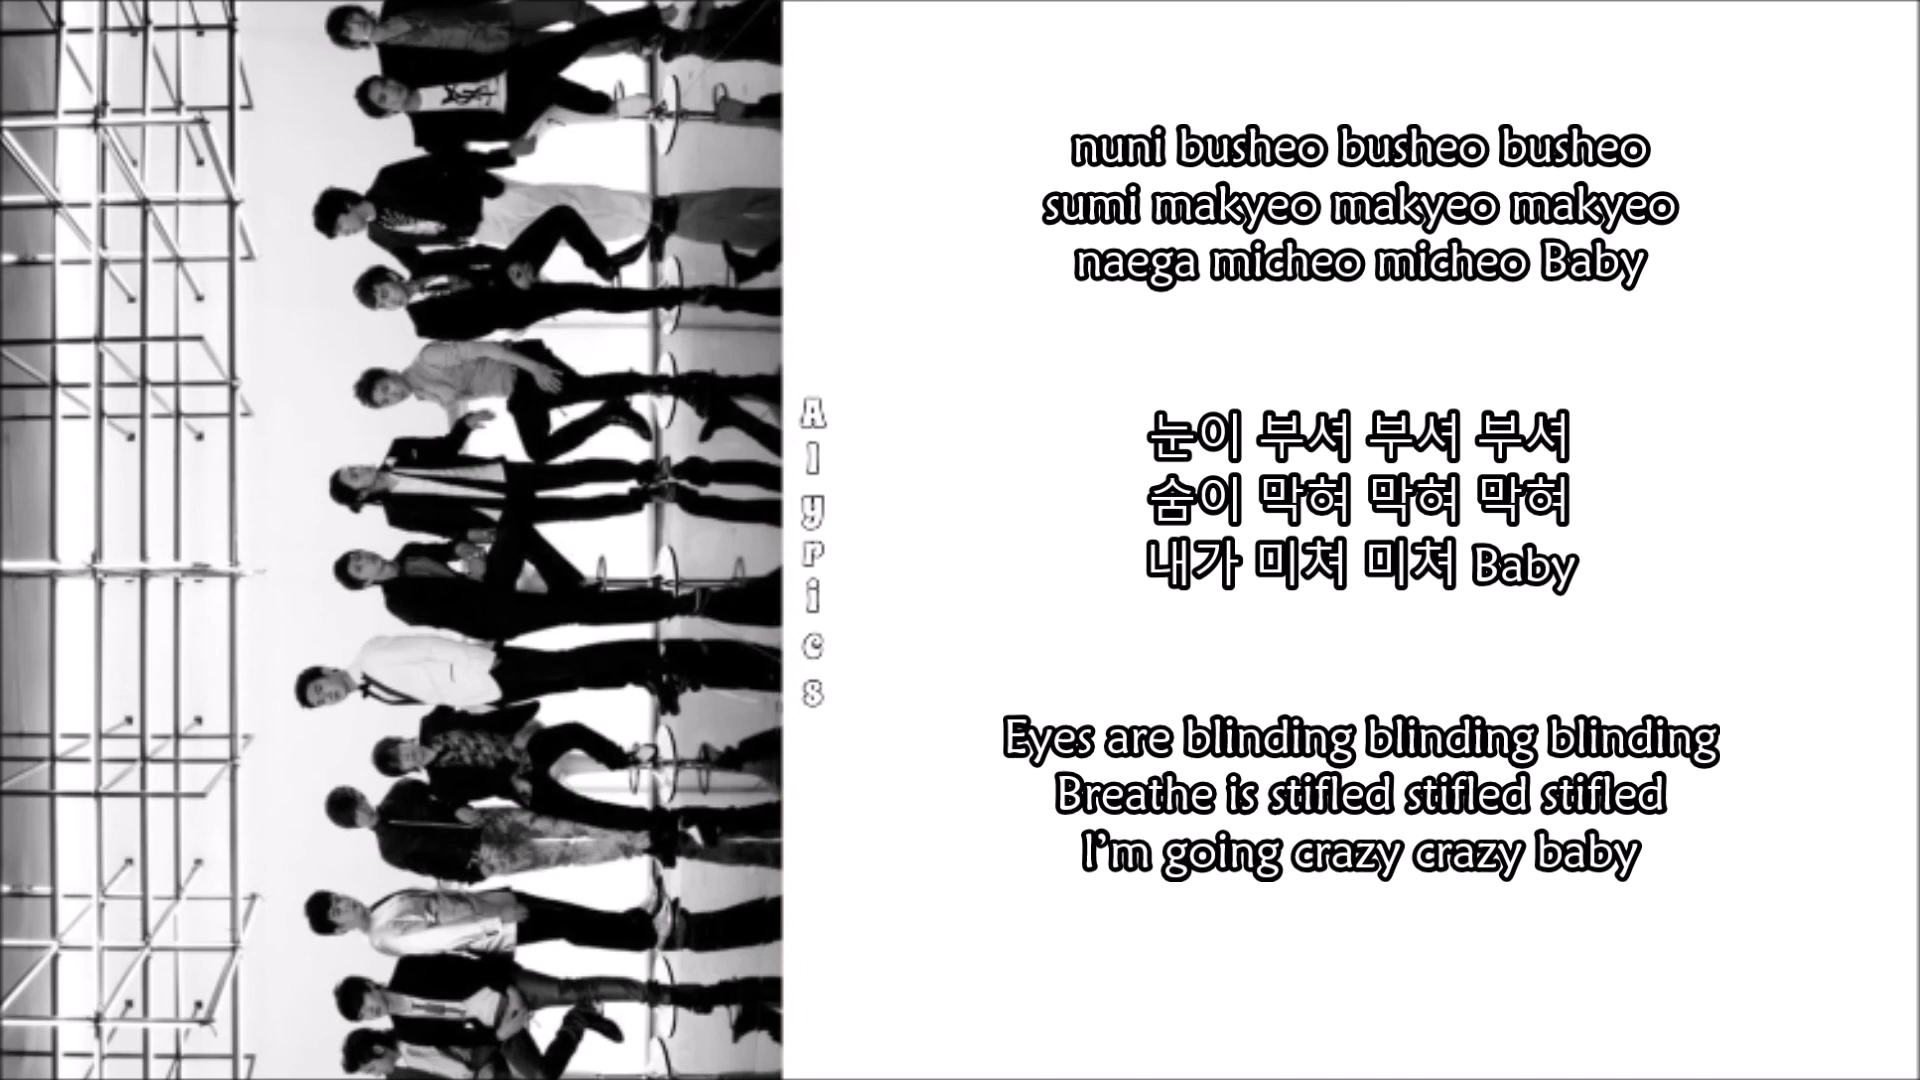 nuni busheo busheo busheo
sumi makyeo makyeo makyeo
naega micheo micheo Baby
눈이 부셔 부셔 부셔
숨이 막혀 막혀 막혀
내가 미쳐 미쳐 Baby
Eyes are blinding blinding blinding
Breathe is stifled stifled stifled
I'm going crazy crazy baby
Alyrics